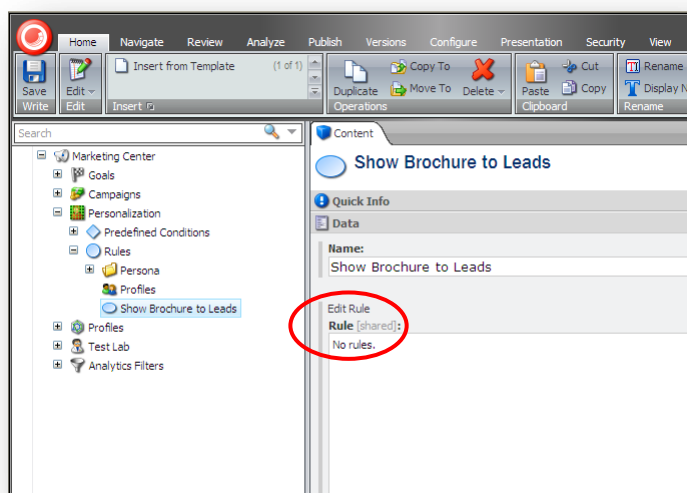 Home Navigate Review Analyze Publish Versions Configure Presentation Security View
Insert from Template (1 of 1)
Save
Write
Edit
Edit
Insert
Duplicate
Copy To
Move To
Delete
Operations
Paste
Cut
Copy
Clipboard
Rename
Display N
Rename
Search
Marketing Center
Goals
Campaigns
Personalization
Predefined Conditions
Rules
Persona
Profiles
Show Brochure to Leads
Profiles
Test Lab
Analytics Filters
Content
Show Brochure to Leads
Quick Info
Data
Name:
Show Brochure to Leads
Edit Rule
Rule [shared]:
No rules.